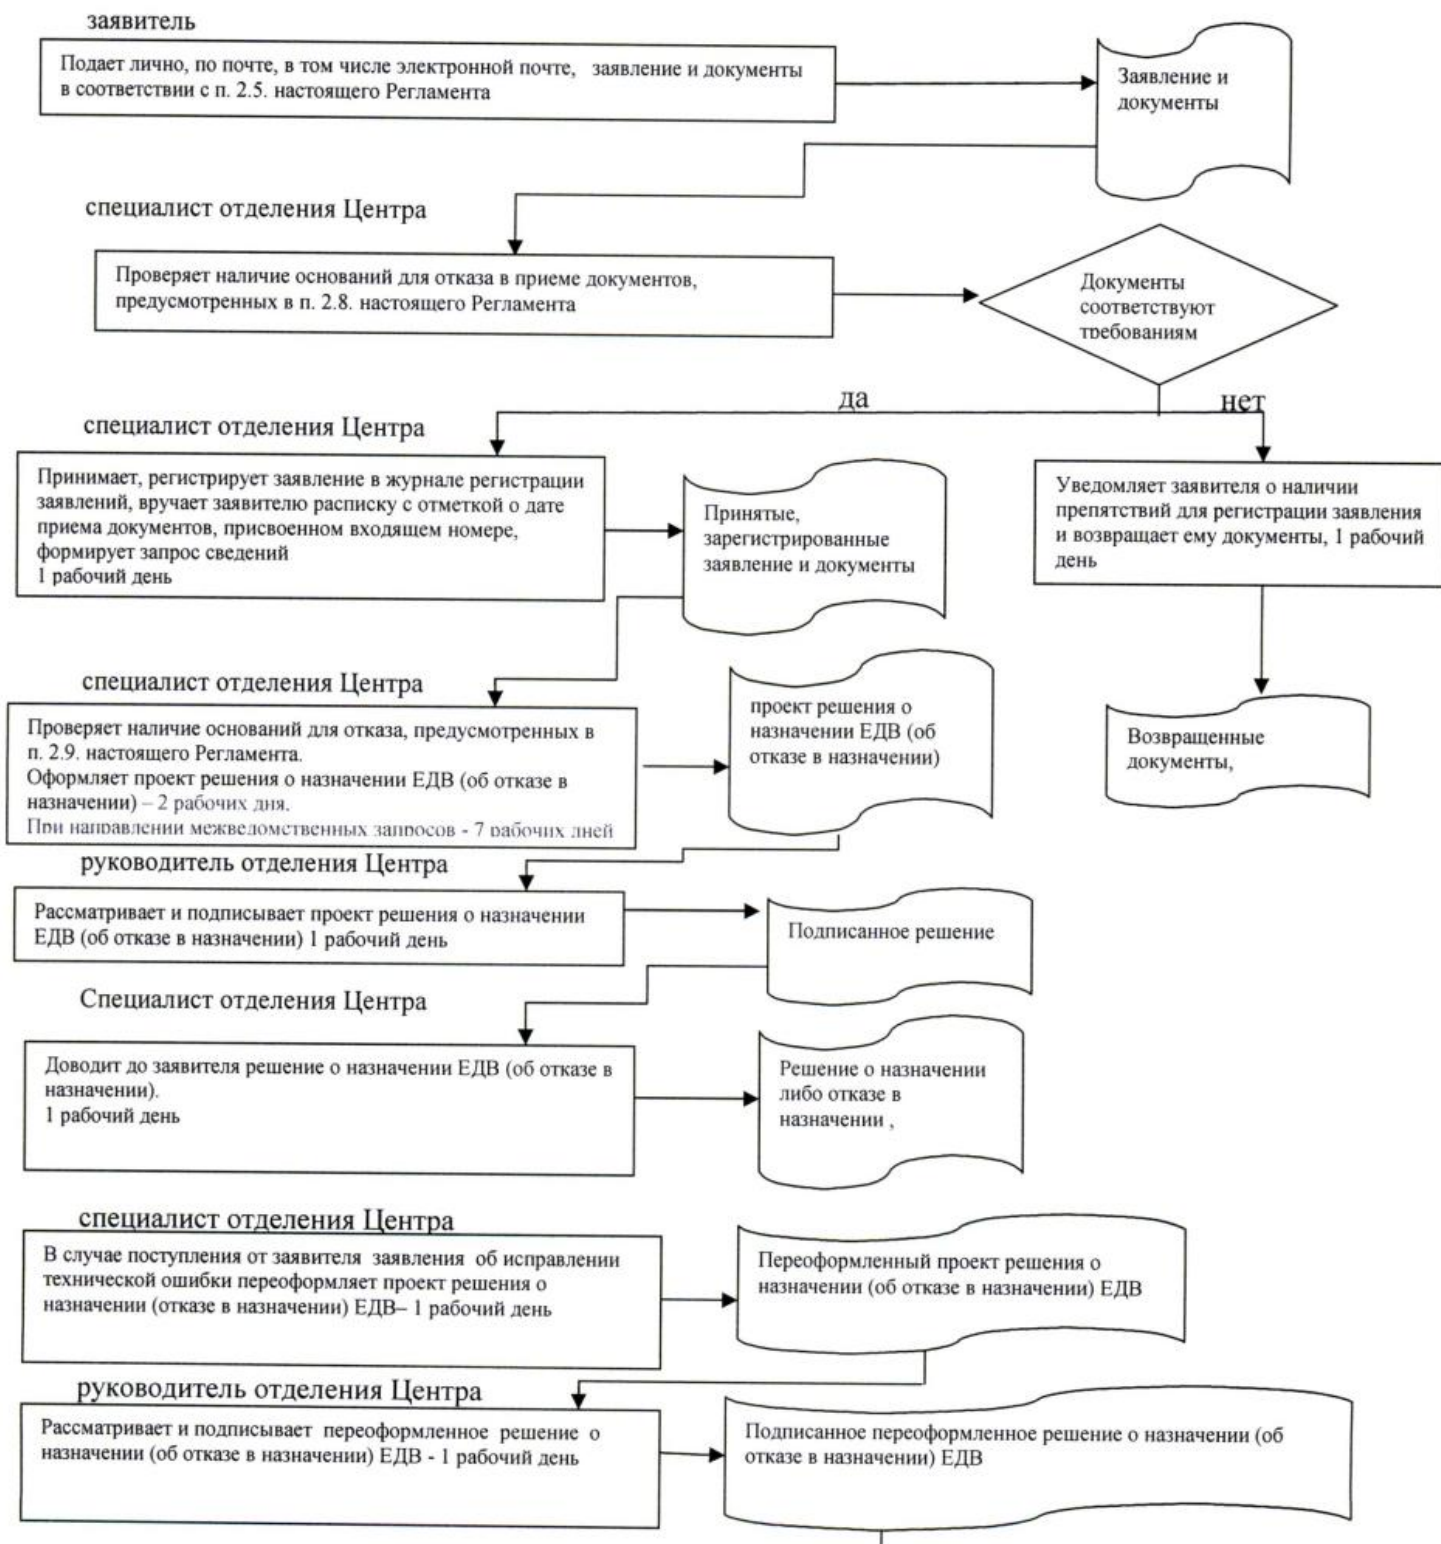 заявитель
Подает лично, по почте, в том числе электронной почте, заявление и документы
в соответствии с п. 2.5. настоящего Регламента
Заявление и
документы
специалист отделения Центра
Проверяет наличие оснований для отказа в приеме документов,
предусмотренных в п. 2.8. настоящего Регламента
Документы
соответствуют
требованиям
да
нет
специалист отделения Центра
Принимает, регистрирует заявление в журнале регистрации
заявлений, вручает заявителю расписку с отметкой о дате
приема документов, присвоенном входящем номере,
формирует запрос сведений
1 рабочий день
Принятые,
зарегистрированные
заявление и документы
Уведомляет заявителя о наличии
препятствий для регистрации заявления
и возвращает ему документы, 1 рабочий
день
специалист отделения Центра
Проверяет наличие оснований для отказа, предусмотренных в
п. 2.9. настоящего Регламента.
Оформляет проект решения о назначении ЕДВ (об отказе в
назначении) – 2 рабочих дня.
При направлении межведомственных запросов - 7 рабочих дней
проект решения о
назначении ЕДВ (об
отказе в назначении)
Возвращенные
документы,
руководитель отделения Центра
Рассматривает и подписывает проект решения о назначении
ЕДВ (об отказе в назначении) 1 рабочий день
Подписанное решение
Специалист отделения Центра
Доводит до заявителя решение о назначении ЕДВ (об отказе в
назначении).
1 рабочий день
Решение о назначении
либо отказе в
назначении ,
специалист отделения Центра
В случае поступления от заявителя заявления об исправлении
технической ошибки переоформляет проект решения о
назначении (отказе в назначении) ЕДВ– 1 рабочий день
Переоформленный проект решения о
назначении (об отказе в назначении) ЕДВ
руководитель отделения Центра
Рассматривает и подписывает переоформленное решение о
назначении (об отказе в назначении) ЕДВ - 1 рабочий день
Подписанное переоформленное решение о назначении (об
отказе в назначении) ЕДВ